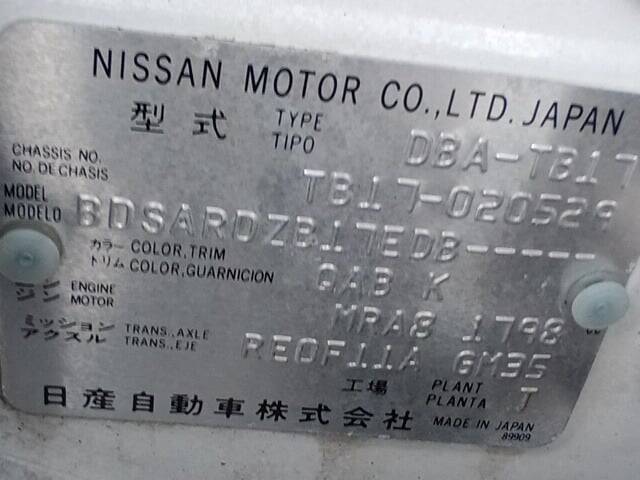 NISSAN MOTOR CO.,LTD. JAPAN
型式 TYPE TIPO DBA-TB17
CHASSIS NO. NO. DE CHASIS TB17-020529
MODEL MODELO BDSARDZB17EDB-----
カラー トリム COLOR,TRIM COLOR,GUARNICION QAB K
エンジン ENGINE MOTOR MRA8 1798 cc
ミッション アクスル TRANS.,AXLE TRANS.,EJE RE0F11A GM35
工場 PLANT PLANTA T
日産自動車株式会社 MADE IN JAPAN
89909